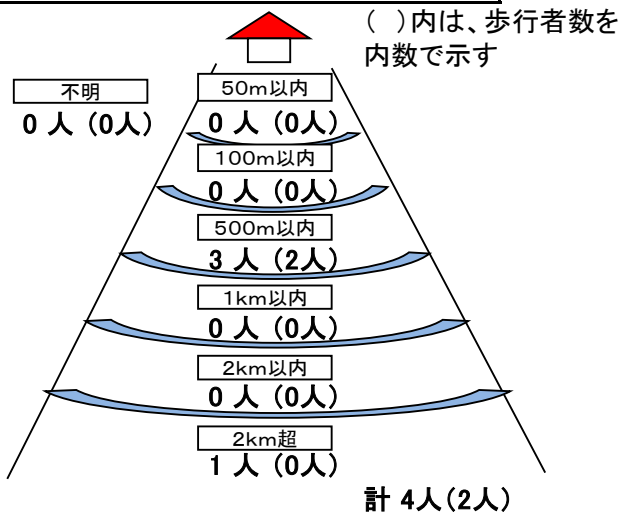 ( )内は、歩行者数を
内数で示す
不明
0 人 (0人)
50m以内
0 人 (0人)
100m以内
0 人 (0人)
500m以内
3 人 (2人)
1km以内
0 人 (0人)
2km以内
0 人 (0人)
2km超
1 人 (0人)
計 4人(2人)